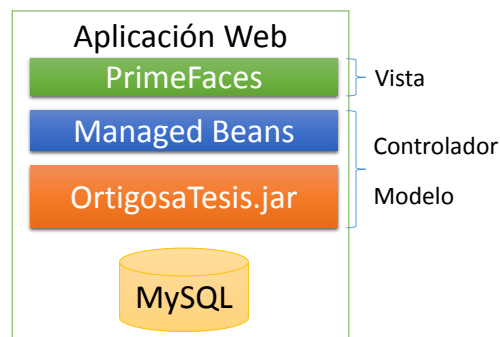 Aplicación Web
PrimeFaces
Vista
Managed Beans
Controlador
OrtigosaTesis.jar
Modelo
MySQL